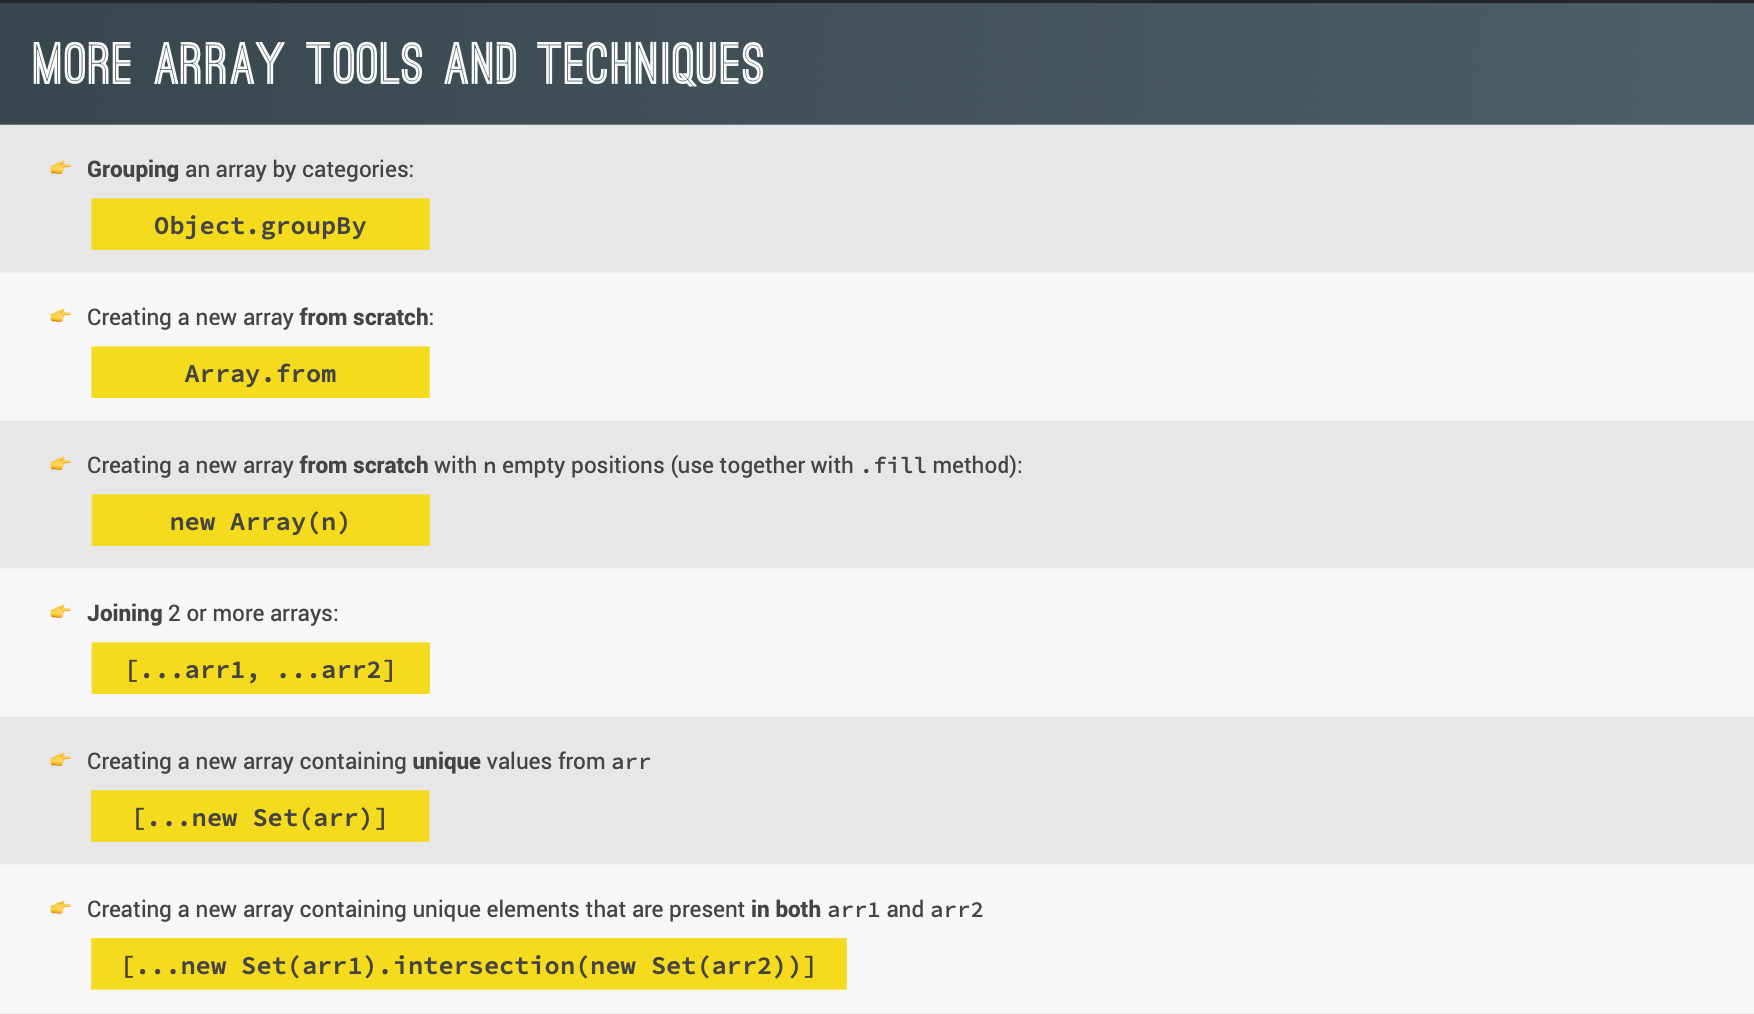 MORE ARRAY TOOLS AND TECHNIQUES
Grouping an array by categories:
Object.groupBy
Creating a new array from scratch:
Array.from
Creating a new array from scratch with n empty positions (use together with .fill method):
new Array(n)
Joining 2 or more arrays:
[...arr1, ...arr2]
Creating a new array containing unique values from arr
[...new Set(arr)]
Creating a new array containing unique elements that are present in both arr1 and arr2
[...new Set(arr1).intersection(new Set(arr2))]